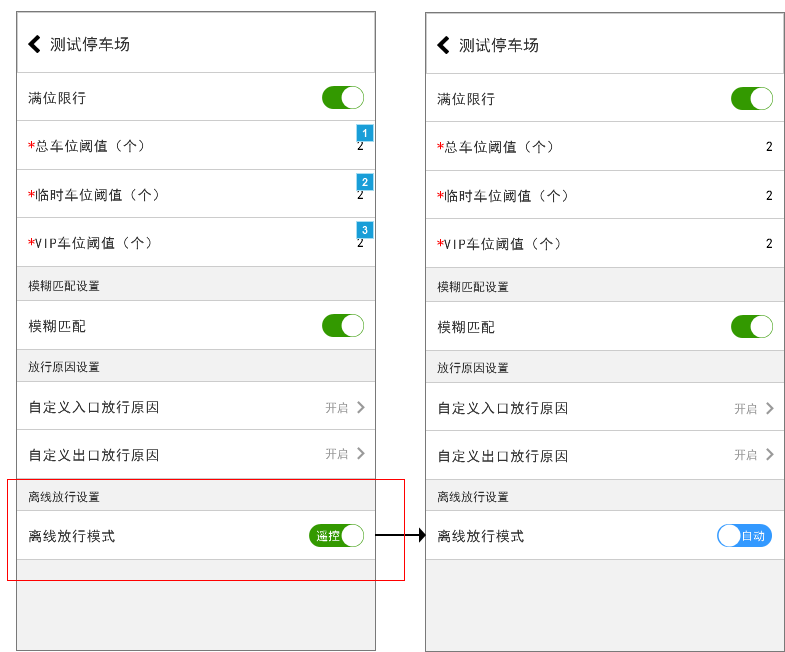 测试停车场
满位限行
1
*总车位阈值（个）
2
2
*临时车位阈值（个）
2
3
*VIP车位阈值（个）
2
模糊匹配设置
模糊匹配
放行原因设置
自定义入口放行原因 开启
自定义出口放行原因 开启
离线放行设置
离线放行模式 遥控
测试停车场
满位限行
*总车位阈值（个） 2
*临时车位阈值（个） 2
*VIP车位阈值（个） 2
模糊匹配设置
模糊匹配
放行原因设置
自定义入口放行原因 开启
自定义出口放行原因 开启
离线放行设置
离线放行模式 自动